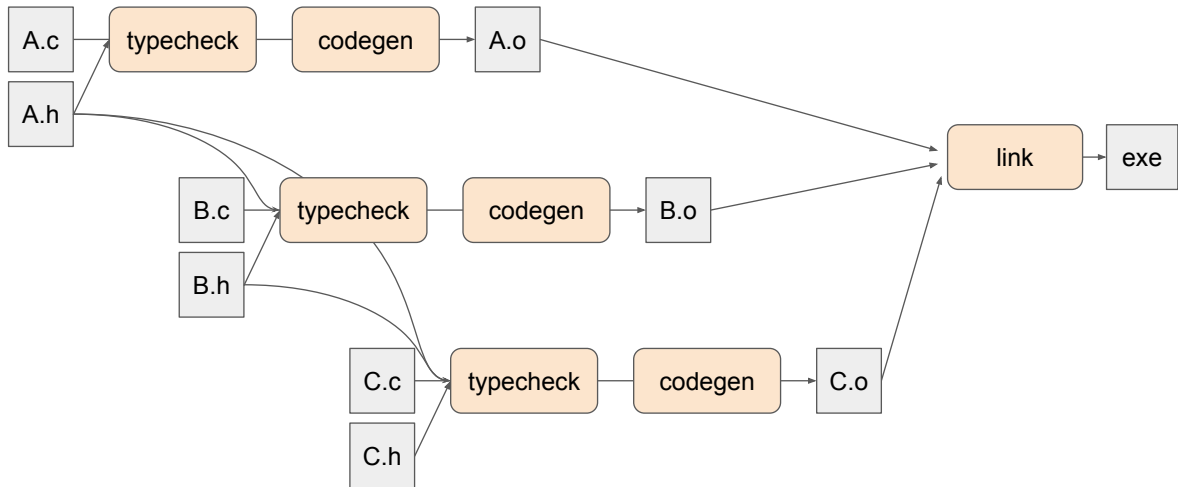 A.c
typecheck
codegen
A.o
A.h
link
exe
B.c
typecheck
codegen
B.o
B.h
C.c
typecheck
codegen
C.o
C.h